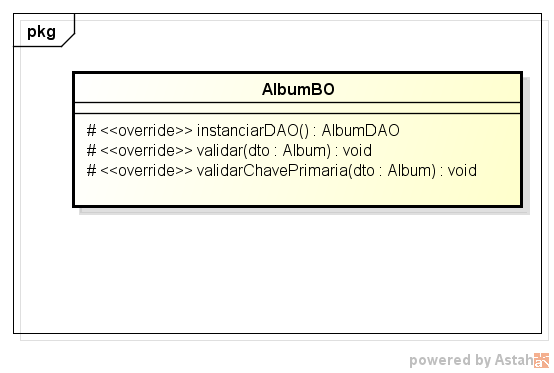 pkg
AlbumBO
# <<override>> instanciarDAO() : AlbumDAO
# <<override>> validar(dto : Album) : void
# <<override>> validarChavePrimaria(dto : Album) : void
powered by Astah